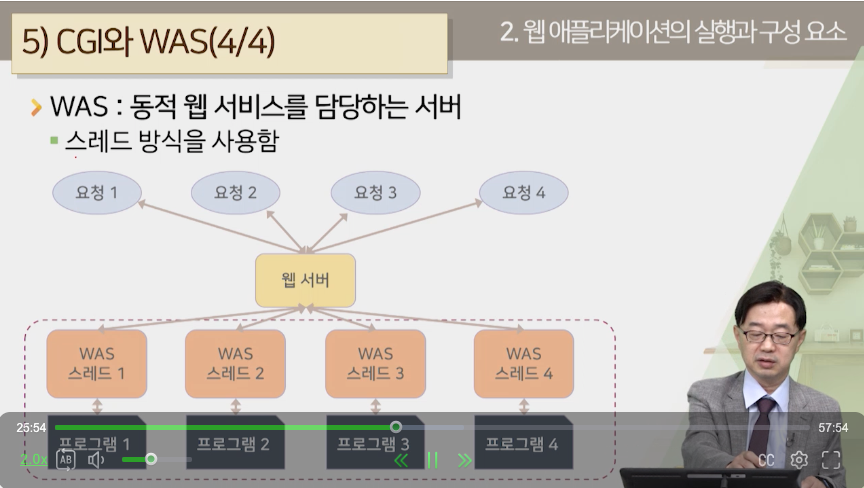 5) CGI와 WAS(4/4)
2. 웹 애플리케이션의 실행과 구성 요소
WAS : 동적 웹 서비스를 담당하는 서버
스레드 방식을 사용함
요청 1
요청 2
요청 3
요청 4
웹 서버
WAS
스레드 1
WAS
스레드 2
WAS
스레드 3
WAS
스레드 4
프로그램 1
프로그램 2
프로그램 3
프로그램 4
25:54
57:54
2.0x
AB
CC